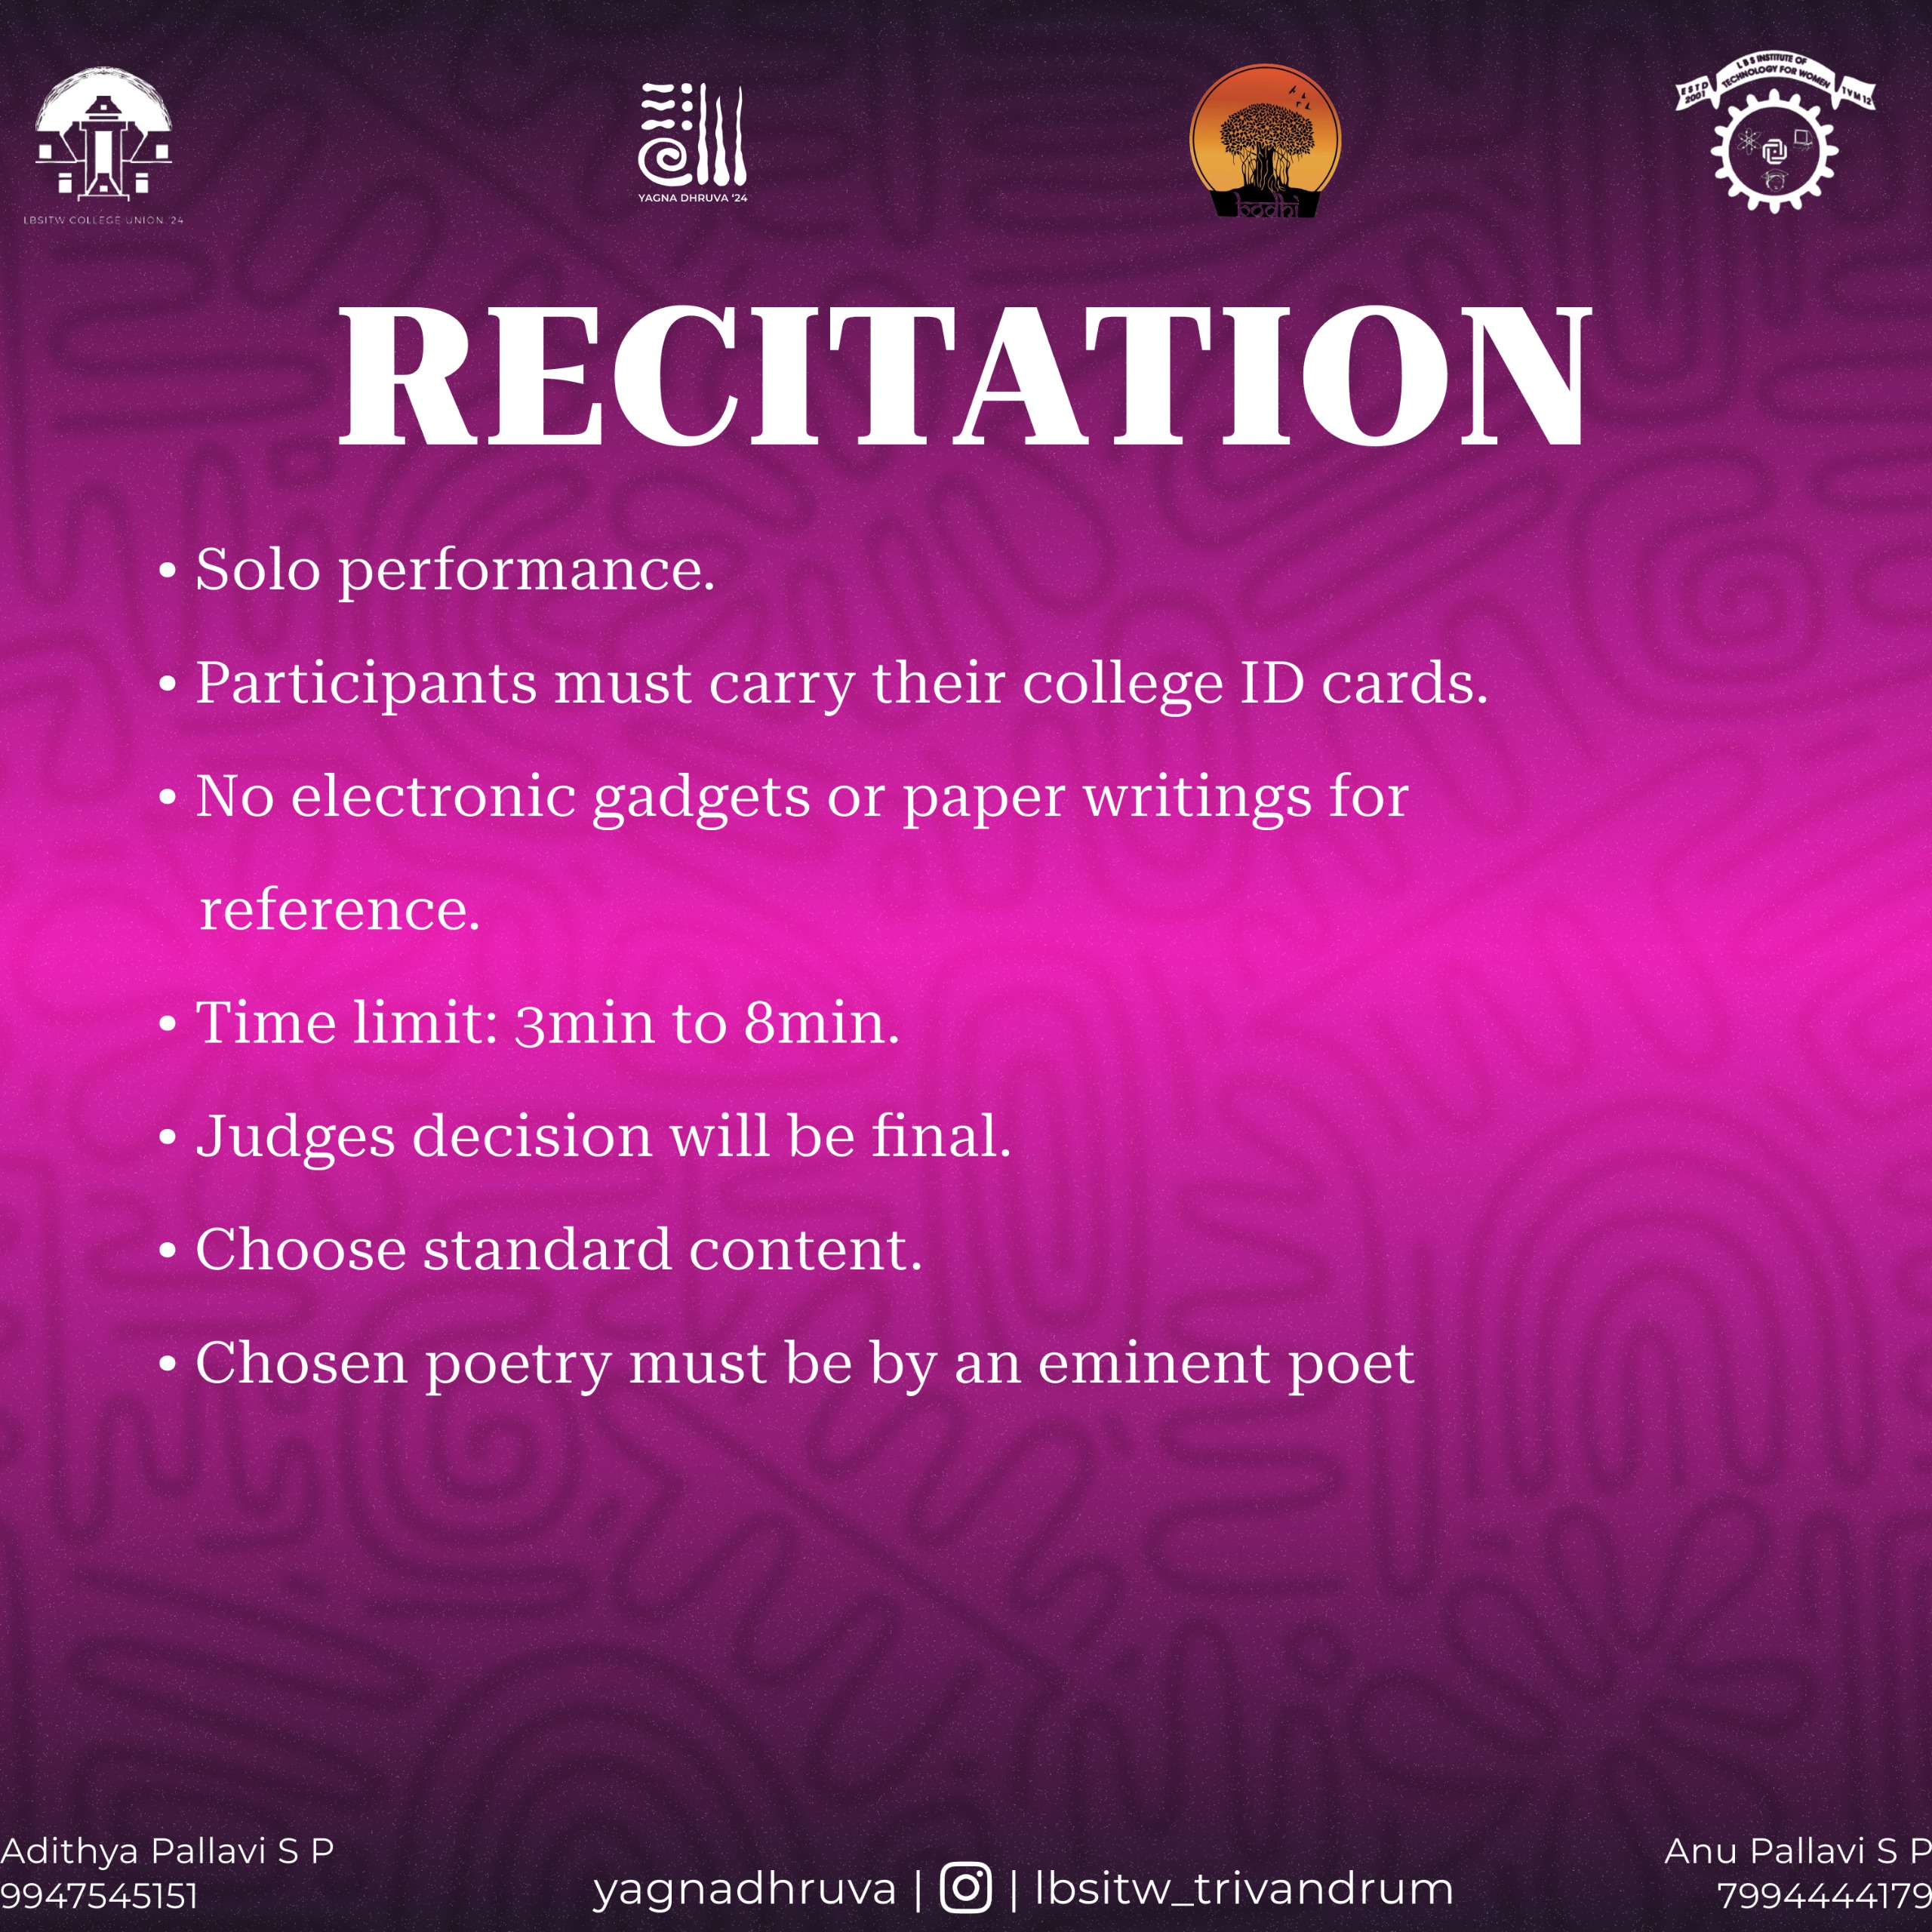 LBSITW COLLEGE UNION.'24
YAGNA DHRUVA '24
bodhi
LBS INSTITUTE OF
TECHNOLOGY FOR WOMEN
ESTD
2001
TVM 12
RECITATION
• Solo performance.
• Participants must carry their college ID cards.
• No electronic gadgets or paper writings for
reference.
• Time limit: 3min to 8min.
• Judges decision will be final.
• Choose standard content.
• Chosen poetry must be by an eminent poet
Adithya Pallavi S P
9947545151
yagnadhruva | | lbsitw_trivandrum
Anu Pallavi S P
7994444179